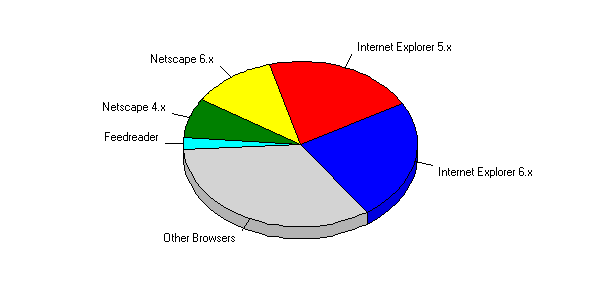 Internet Explorer 5.x
Netscape 6.x
Netscape 4.x
Feedreader
Internet Explorer 6.x
Other Browsers